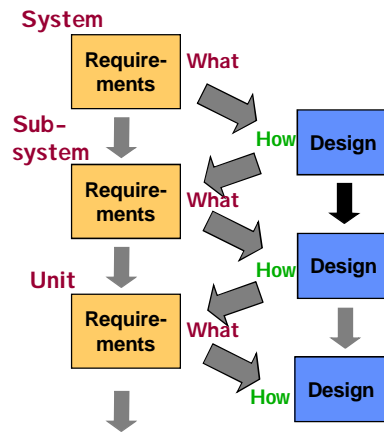 System
Require-
ments
What
Sub-
system
How
Design
Require-
ments
What
How
Design
Unit
Require-
ments
What
How
Design